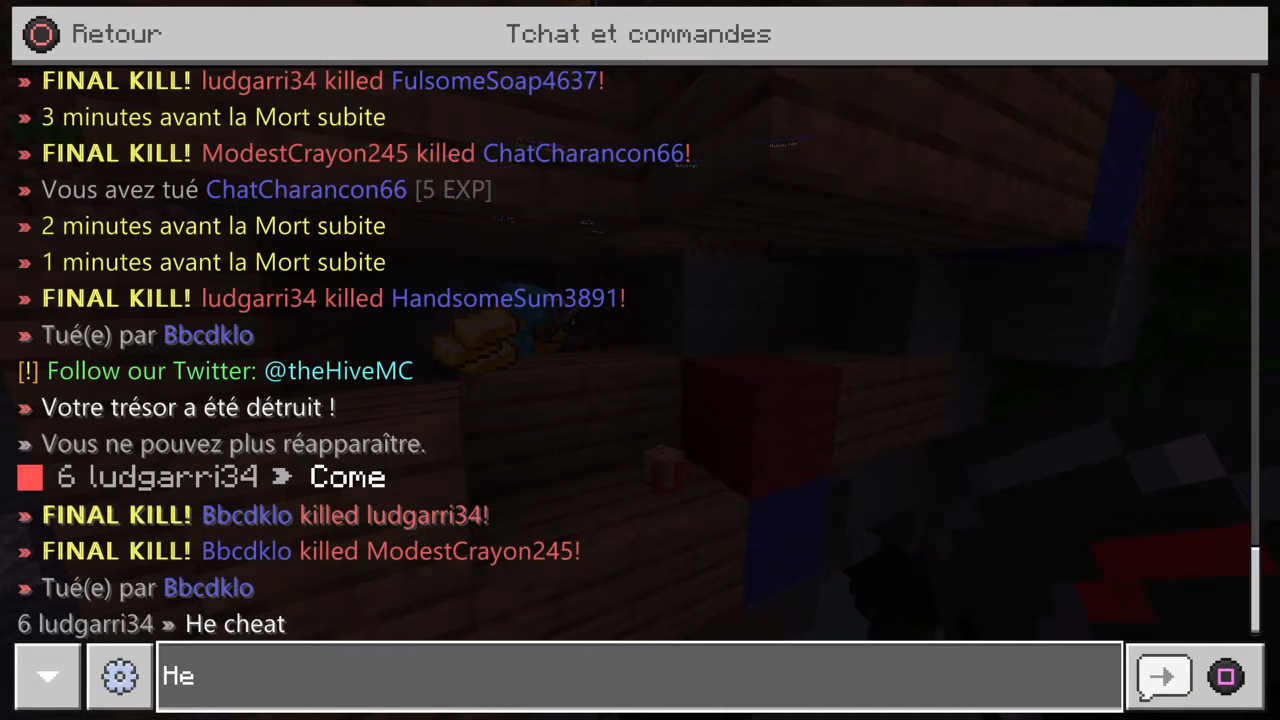 Retour
Tchat et commandes
» FINAL KILL! ludgarri34 killed FulsomeSoap4637!
» 3 minutes avant la Mort subite
» FINAL KILL! ModestCrayon245 killed ChatCharancon66!
» Vous avez tué ChatCharancon66 [5 EXP]
» 2 minutes avant la Mort subite
» 1 minutes avant la Mort subite
» FINAL KILL! ludgarri34 killed HandsomeSum3891!
» Tué(e) par Bbcdklo
[!] Follow our Twitter: @theHiveMC
» Votre trésor a été détruit !
» Vous ne pouvez plus réapparaître.
6 ludgarri34 » Come
» FINAL KILL! Bbcdklo killed ludgarri34!
» FINAL KILL! Bbcdklo killed ModestCrayon245!
» Tué(e) par Bbcdklo
6 ludgarri34 » He cheat
He